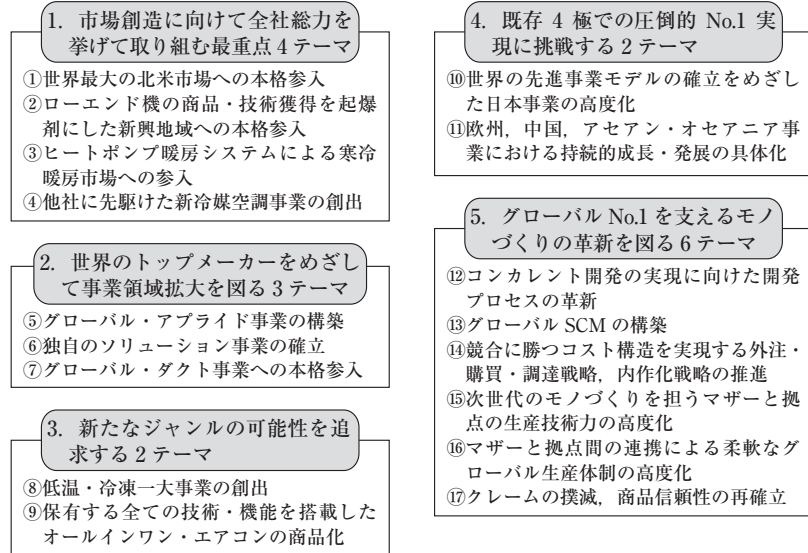 1. 市場創造に向けて全社総力を
挙げて取り組む最重点4テーマ
①世界最大の北米市場への本格参入
②ローエンド機の商品・技術獲得を起爆
剤にした新興地域への本格参入
③ヒートポンプ暖房システムによる寒冷
暖房市場への参入
④他社に先駆けた新冷媒空調事業の創出
2. 世界のトップメーカーをめざし
て事業領域拡大を図る3テーマ
⑤グローバル・アプライド事業の構築
⑥独自のソリューション事業の確立
⑦グローバル・ダクト事業への本格参入
3. 新たなジャンルの可能性を追
求する2テーマ
⑧低温・冷凍一大事業の創出
⑨保有する全ての技術・機能を搭載した
オールインワン・エアコンの商品化
4. 既存4極での圧倒的 No.1 実
現に挑戦する2テーマ
⑩世界の先進事業モデルの確立をめざし
た日本事業の高度化
⑪欧州，中国，アセアン・オセアニア事
業における持続的成長・発展の具体化
5. グローバル No.1 を支えるモノ
づくりの革新を図る6テーマ
⑫コンカレント開発の実現に向けた開発
プロセスの革新
⑬グローバル SCM の構築
⑭競合に勝つコスト構造を実現する外注・
購買・調達戦略，内作化戦略の推進
⑮次世代のモノづくりを担うマザーと拠
点の生産技術力の高度化
⑯マザーと拠点間の連携による柔軟なグ
ローバル生産体制の高度化
⑰クレームの撲滅，商品信頼性の再確立